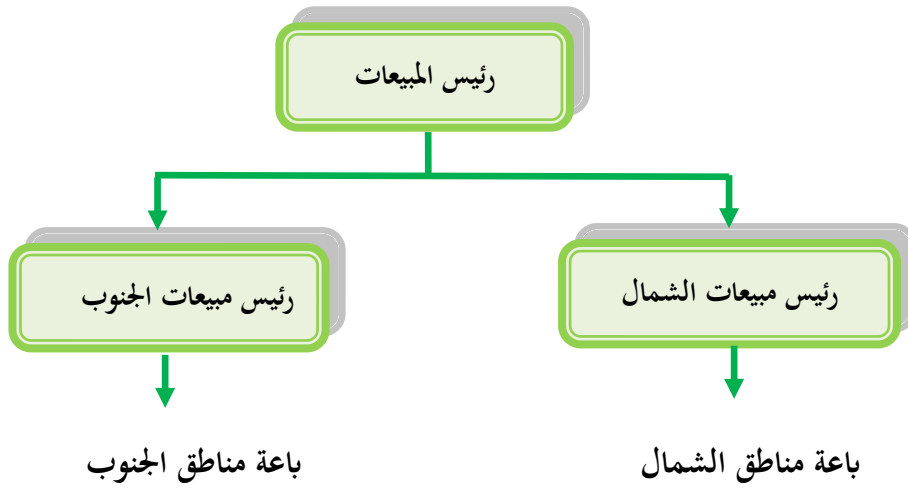 رئيس المبيعات
رئيس مبيعات الشمال
رئيس مبيعات الجنوب
باعة مناطق الشمال
باعة مناطق الجنوب